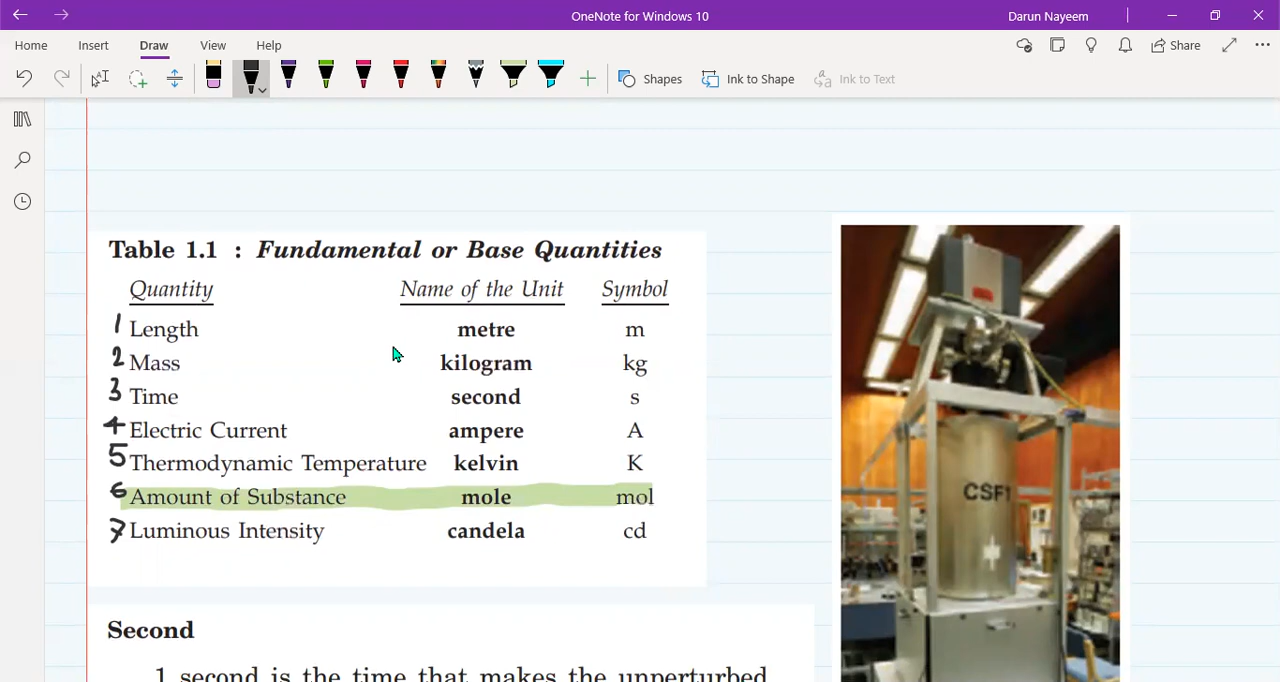 OneNote for Windows 10
Darun Nayeem
Home Insert Draw View Help
Share
Shapes
Ink to Shape
Ink to Text
Table 1.1 : Fundamental or Base Quantities
Quantity Name of the Unit Symbol
1 Length metre m
2 Mass kilogram kg
3 Time second s
4 Electric Current ampere A
5 Thermodynamic Temperature kelvin K
6 Amount of Substance mole mol
7 Luminous Intensity candela cd
CSF1
Second
1 second is the time that makes the unperturbed